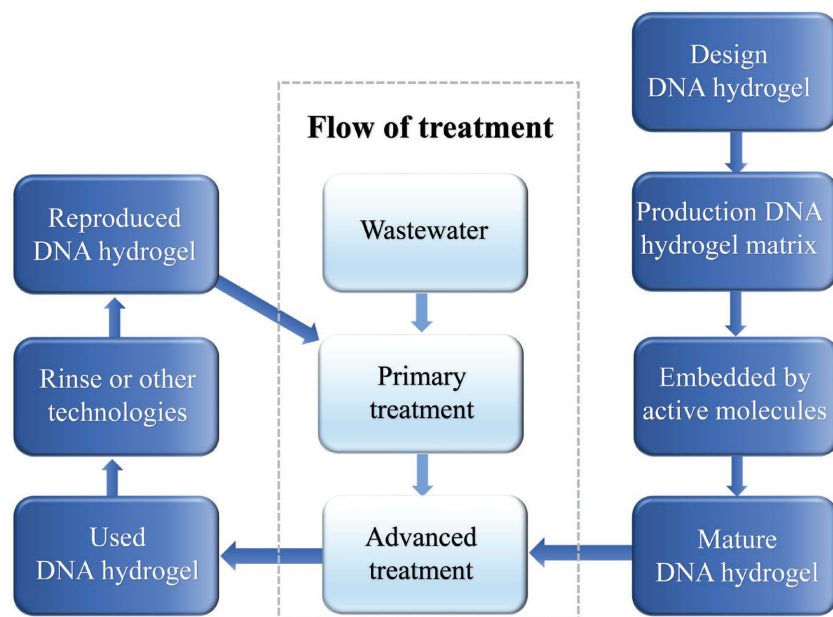 Flow of treatment
Wastewater
Primary
treatment
Advanced
treatment
Design
DNA hydrogel
Production DNA
hydrogel matrix
Embedded by
active molecules
Mature
DNA hydrogel
Used
DNA hydrogel
Rinse or other
technologies
Reproduced
DNA hydrogel